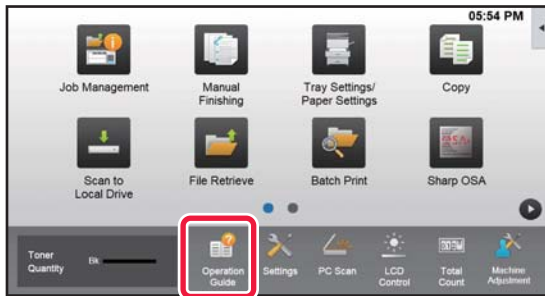 05:54 PM
Job Management
Manual
Finishing
Tray Settings/
Paper Settings
Copy
Scan to
Local Drive
File Retrieve
Batch Print
Sharp OSA
Toner
Quantity
Bk
Operation
Guide
Settings
PC Scan
LCD
Control
Total
Count
Machine
Adjustment